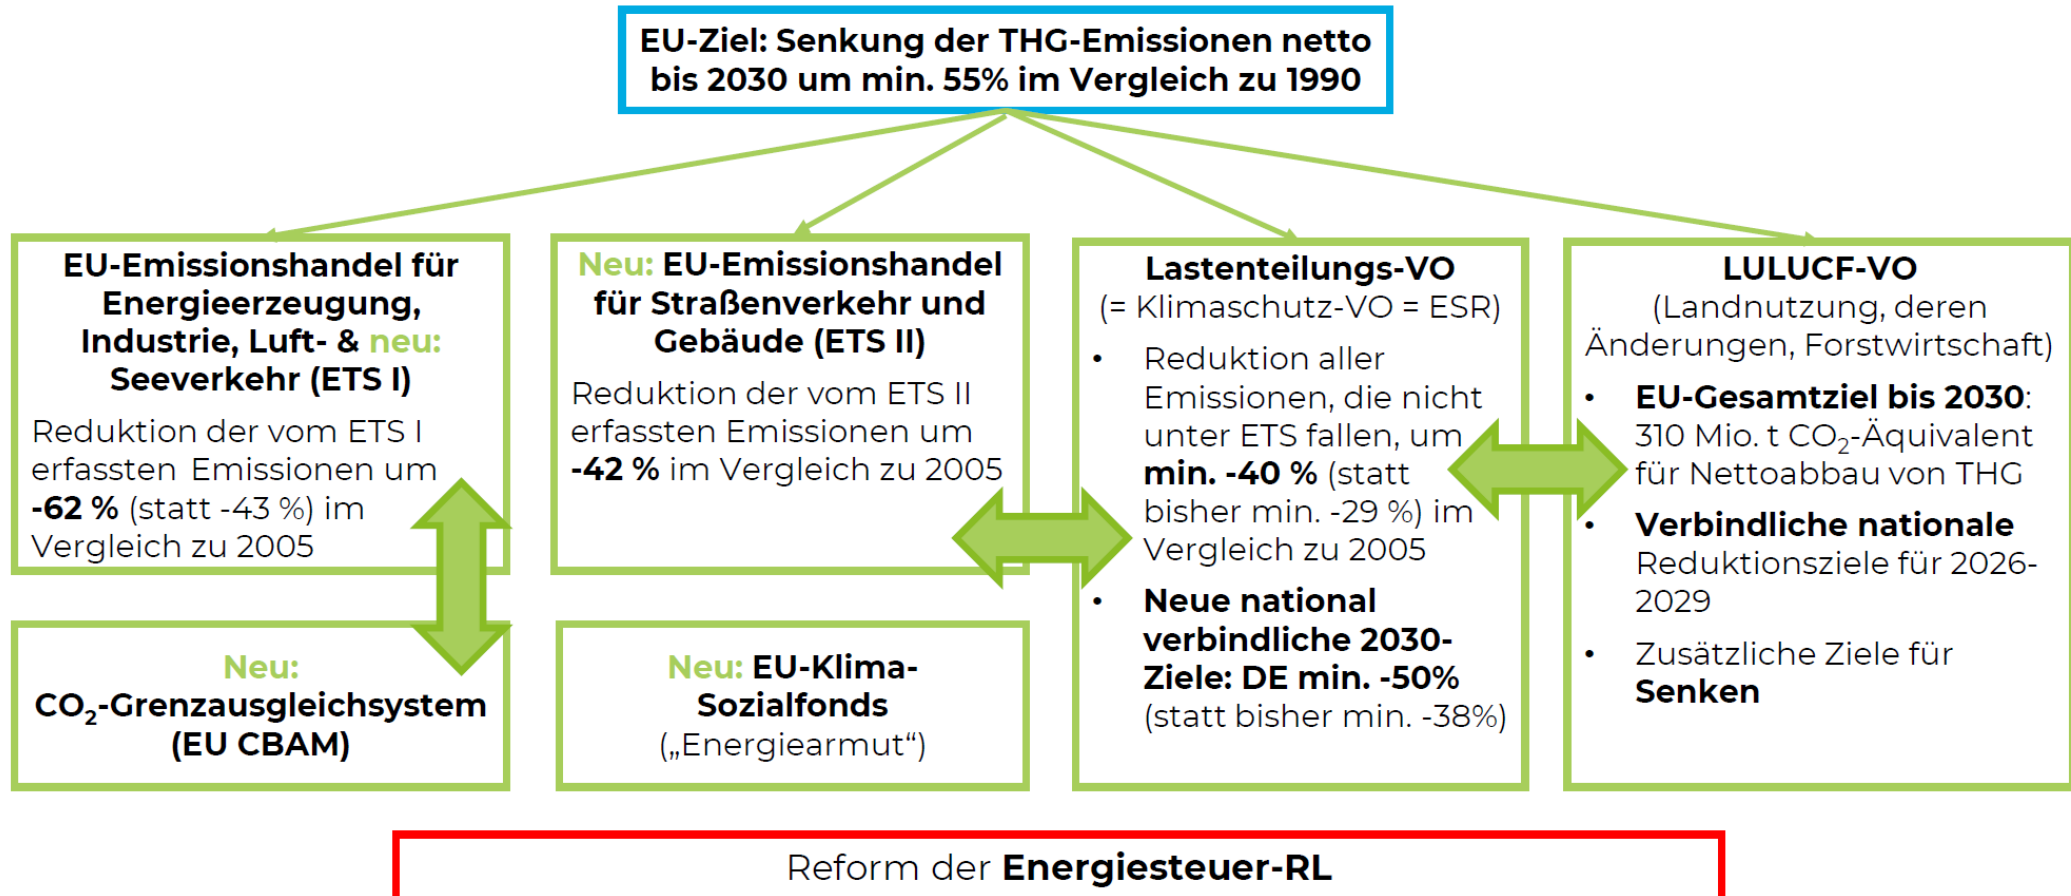 EU-Ziel: Senkung der THG-Emissionen netto
bis 2030 um min. 55% im Vergleich zu 1990
EU-Emissionshandel für
Energieerzeugung,
Industrie, Luft- & neu:
Seeverkehr (ETS I)
Reduktion der vom ETS I
erfassten Emissionen um
-62 % (statt -43 %) im
Vergleich zu 2005
Neu:
CO₂-Grenzausgleichsystem
(EU CBAM)
Neu: EU-Emissionshandel
für Straßenverkehr und
Gebäude (ETS II)
Reduktion der vom ETS II
erfassten Emissionen um
-42 % im Vergleich zu 2005
Neu: EU-Klima-
Sozialfonds
(„Energiearmut“)
Lastenteilungs-VO
(= Klimaschutz-VO = ESR)
• Reduktion aller
Emissionen, die nicht
unter ETS fallen, um
min. -40 % (statt
bisher min. -29 %) im
Vergleich zu 2005
• Neue national
verbindliche 2030-
Ziele: DE min. -50%
(statt bisher min. -38%)
LULUCF-VO
(Landnutzung, deren
Änderungen, Forstwirtschaft)
• EU-Gesamtziel bis 2030:
310 Mio. t CO₂-Äquivalent
für Nettoabbau von THG
• Verbindliche nationale
Reduktionsziele für 2026-
2029
• Zusätzliche Ziele für
Senken
Reform der Energiesteuer-RL